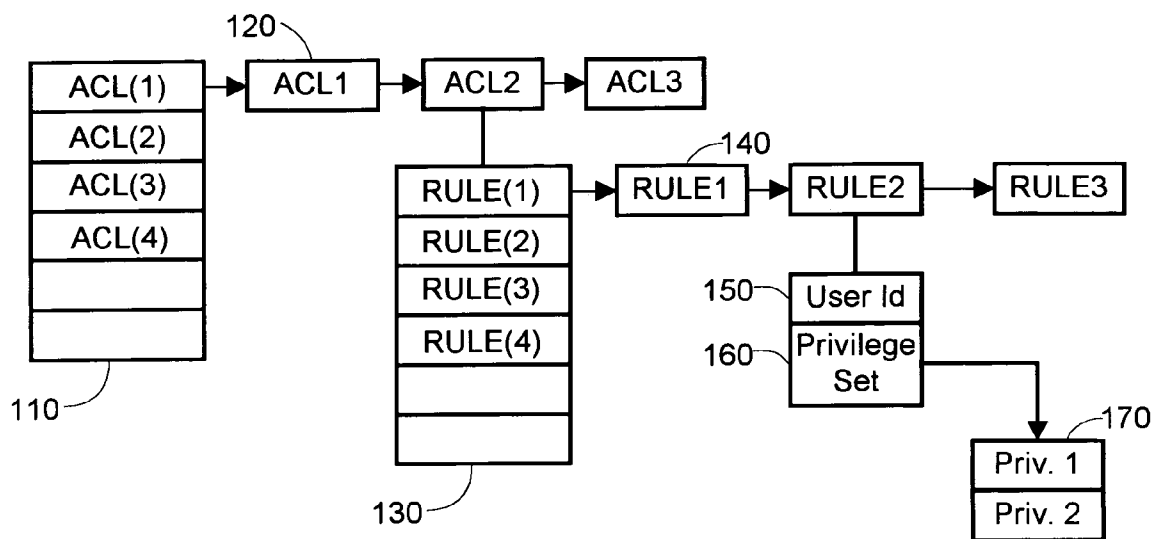 120
ACL(1)
ACL1
ACL2
ACL3
ACL(2)
ACL(3)
ACL(4)
110
140
RULE(1)
RULE1
RULE2
RULE3
RULE(2)
RULE(3)
RULE(4)
130
150
User Id
160
Privilege
Set
170
Priv. 1
Priv. 2